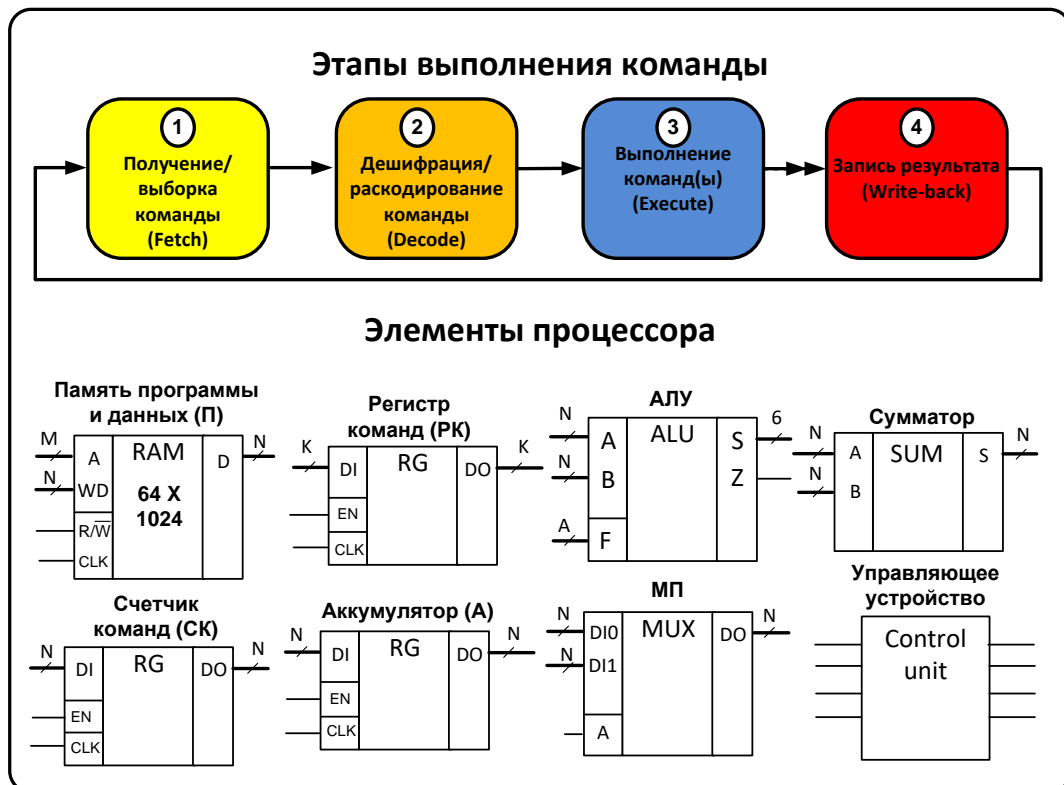 Этапы выполнения команды
1
Получение/
выборка
команды
(Fetch)
2
Дешифрация/
раскодирование
команды
(Decode)
3
Выполнение
команд(ы)
(Execute)
4
Запись результата
(Write-back)
Элементы процессора
Память программы
и данных (П)
M
N
A
WD
R/W̅
CLK
RAM
64 X
1024
D
N
Регистр
команд (РК)
K
DI
EN
CLK
RG
DO
K
АЛУ
N
N
A
A
B
F
ALU
S
Z
6
Сумматор
N
N
A
B
SUM
S
N
Счетчик
команд (СК)
N
DI
EN
CLK
RG
DO
N
Аккумулятор (А)
N
DI
EN
CLK
RG
DO
N
МП
N
N
DI0
DI1
A
MUX
DO
N
Управляющее
устройство
Control
unit